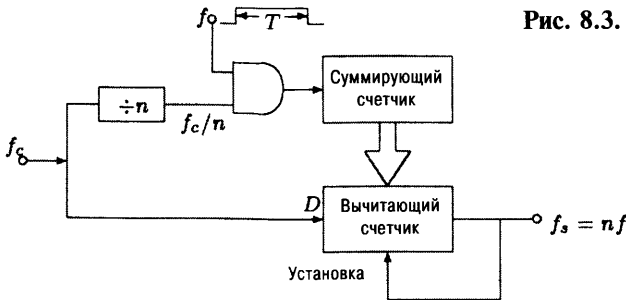 Рис. 8.3.
f
T
Суммирующий
счетчик
÷n
f_c/n
f_c
D
Вычитающий
счетчик
f_s = nf
Установка